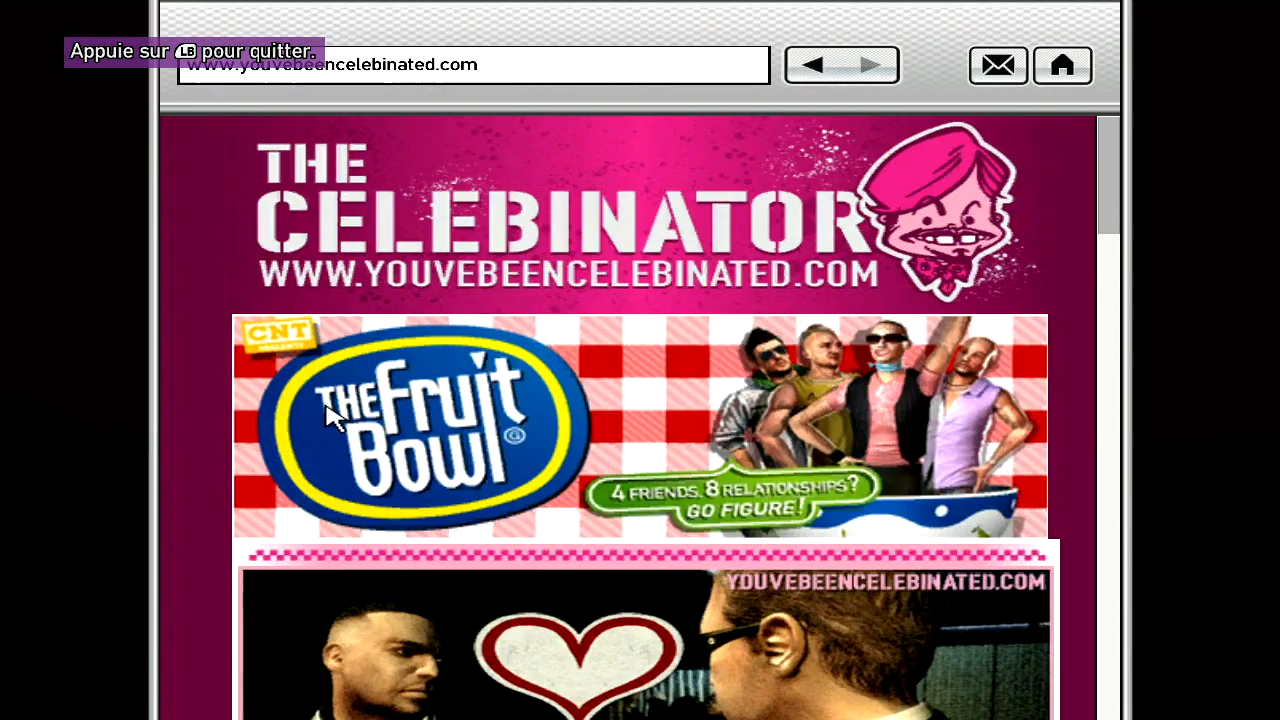 Appuie sur LB pour quitter.
www.youvebeencelebinated.com
THE
CELEBINATOR
WWW.YOUVEBEENCELEBINATED.COM
CNT
THE Fruit
Bowl
4 FRIENDS, 8 RELATIONSHIPS?
GO FIGURE!
YOUVEBEENCELEBINATED.COM